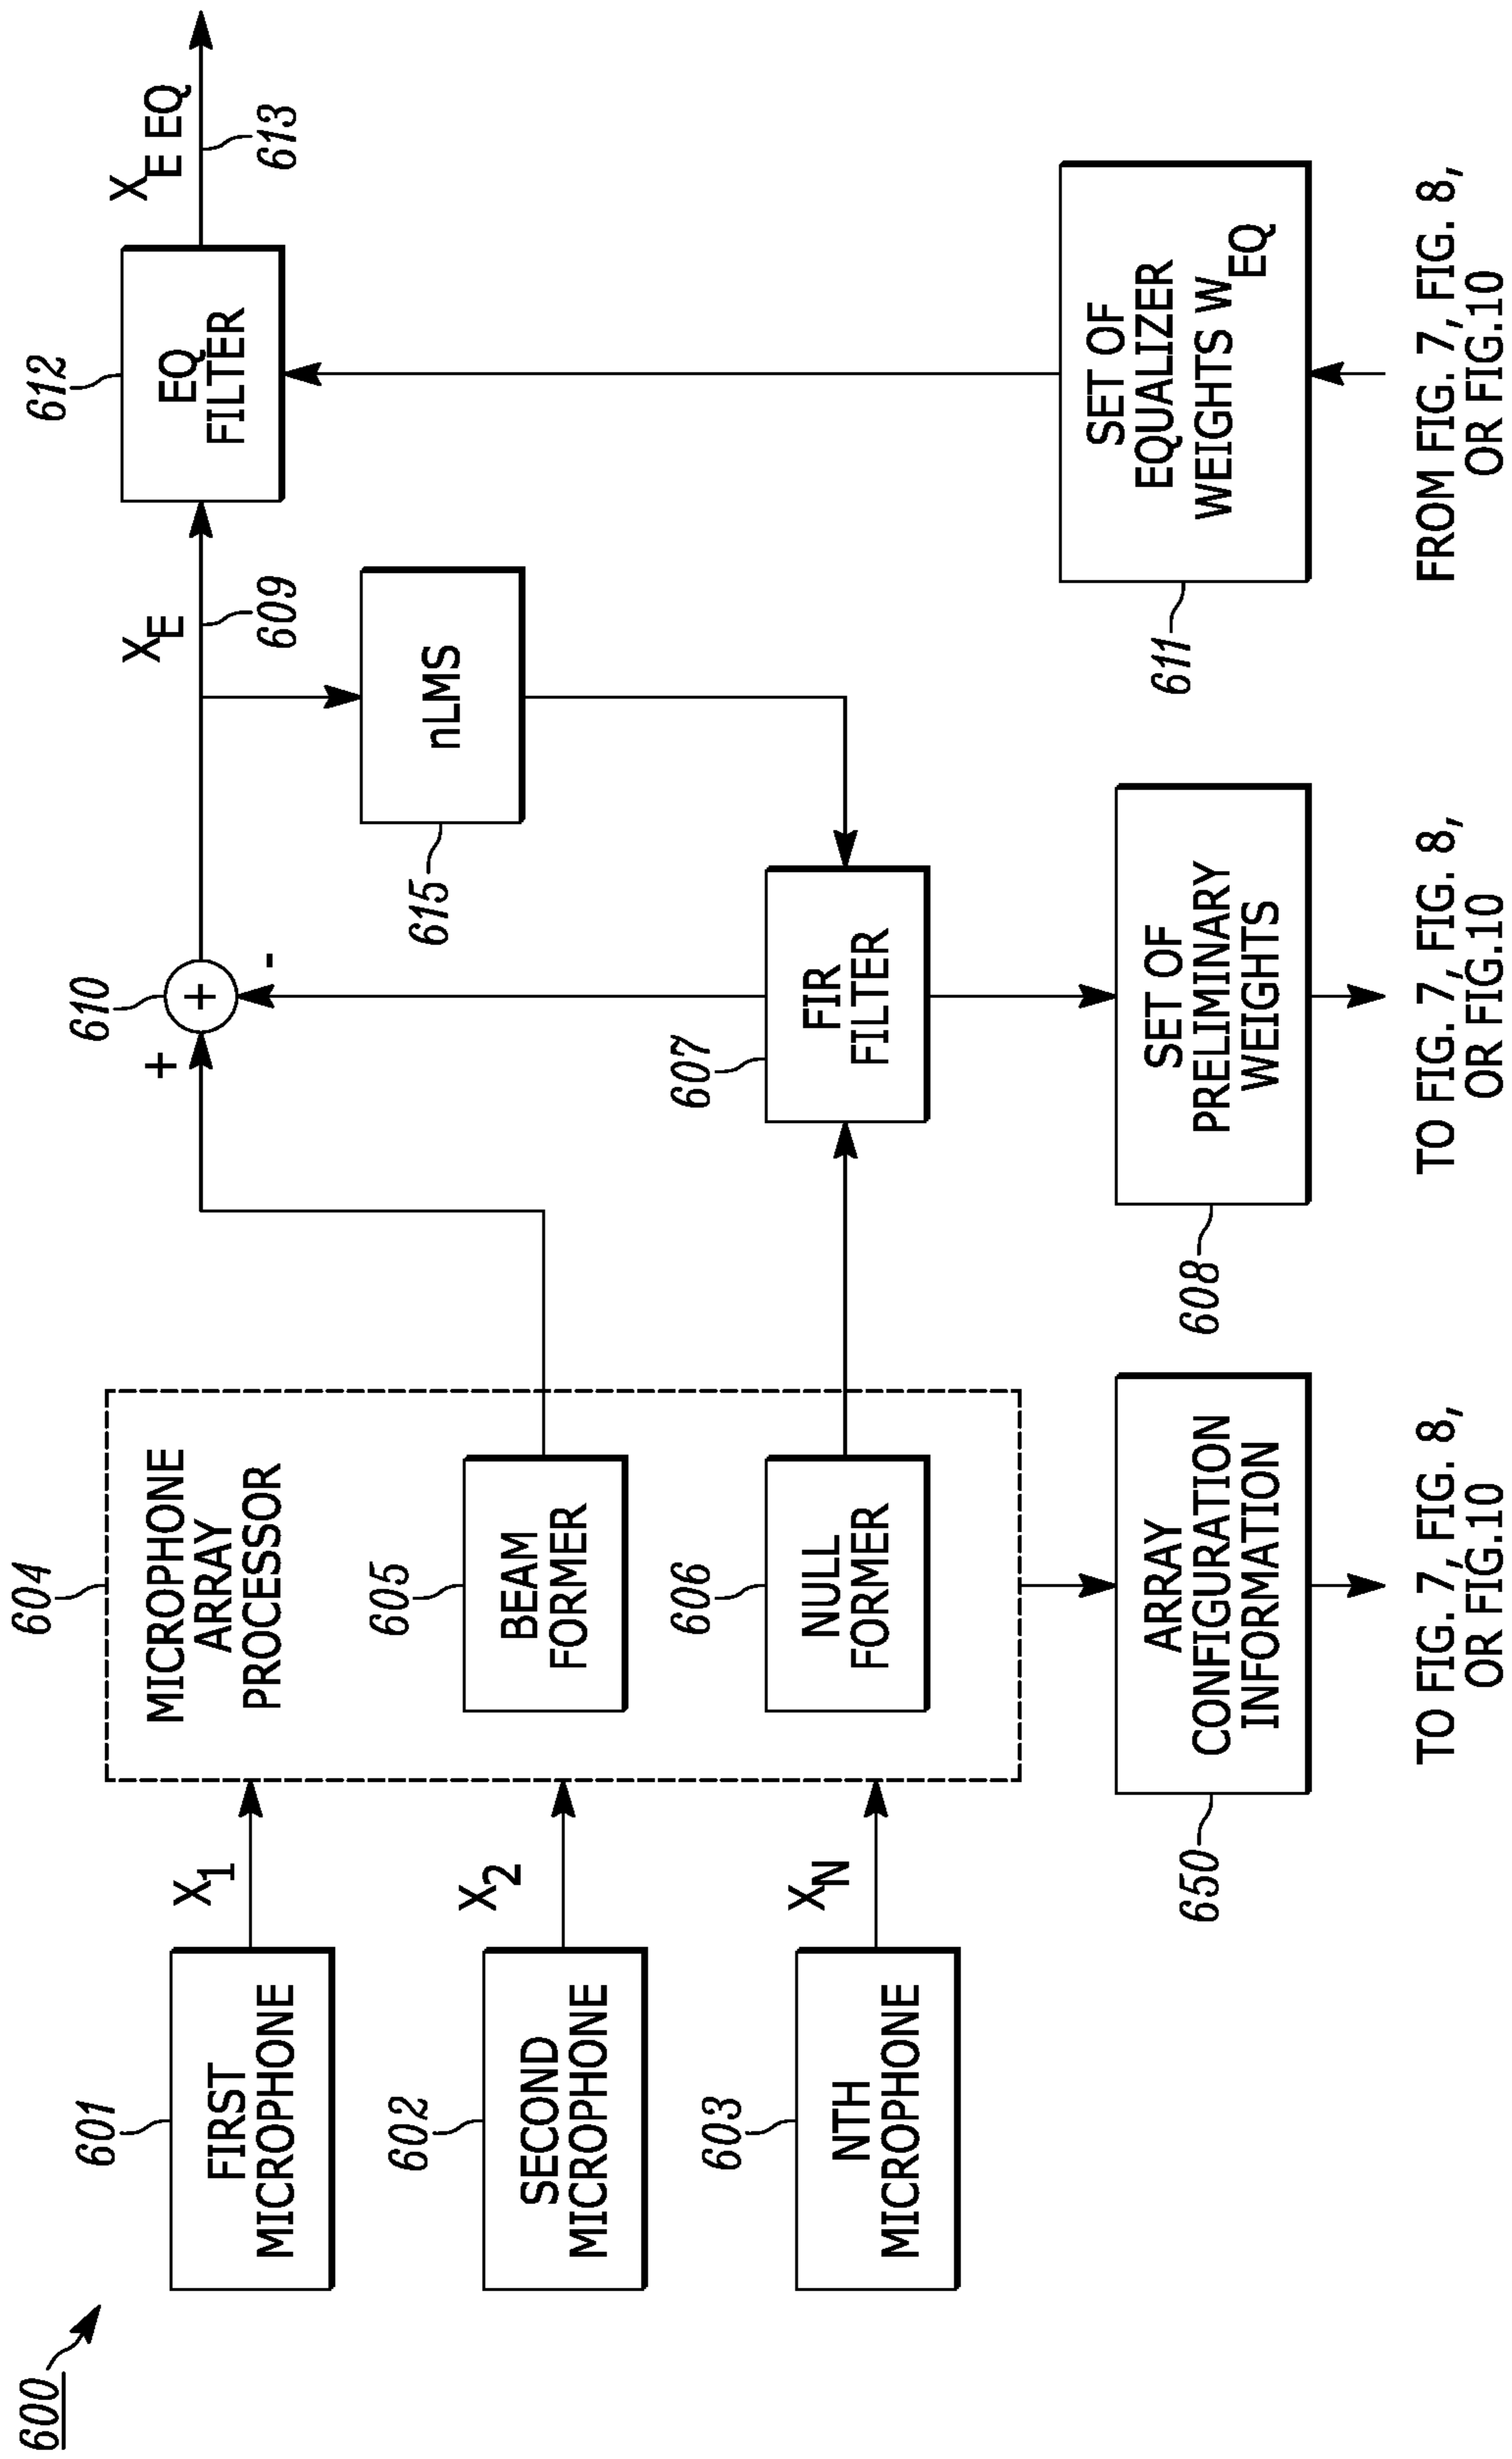 600
601
FIRST
MICROPHONE
X1
602
SECOND
MICROPHONE
X2
603
NTH
MICROPHONE
XN
604
MICROPHONE
ARRAY
PROCESSOR
605
BEAM
FORMER
606
NULL
FORMER
650
ARRAY
CONFIGURATION
INFORMATION
TO FIG. 7, FIG. 8,
OR FIG.10
+
610
+
-
607
FIR
FILTER
608
SET OF
PRELIMINARY
WEIGHTS
TO FIG. 7, FIG. 8,
OR FIG.10
615
nLMS
XE
609
612
EQ
FILTER
XE EQ
613
611
SET OF
EQUALIZER
WEIGHTS WEQ
FROM FIG. 7, FIG. 8,
OR FIG.10